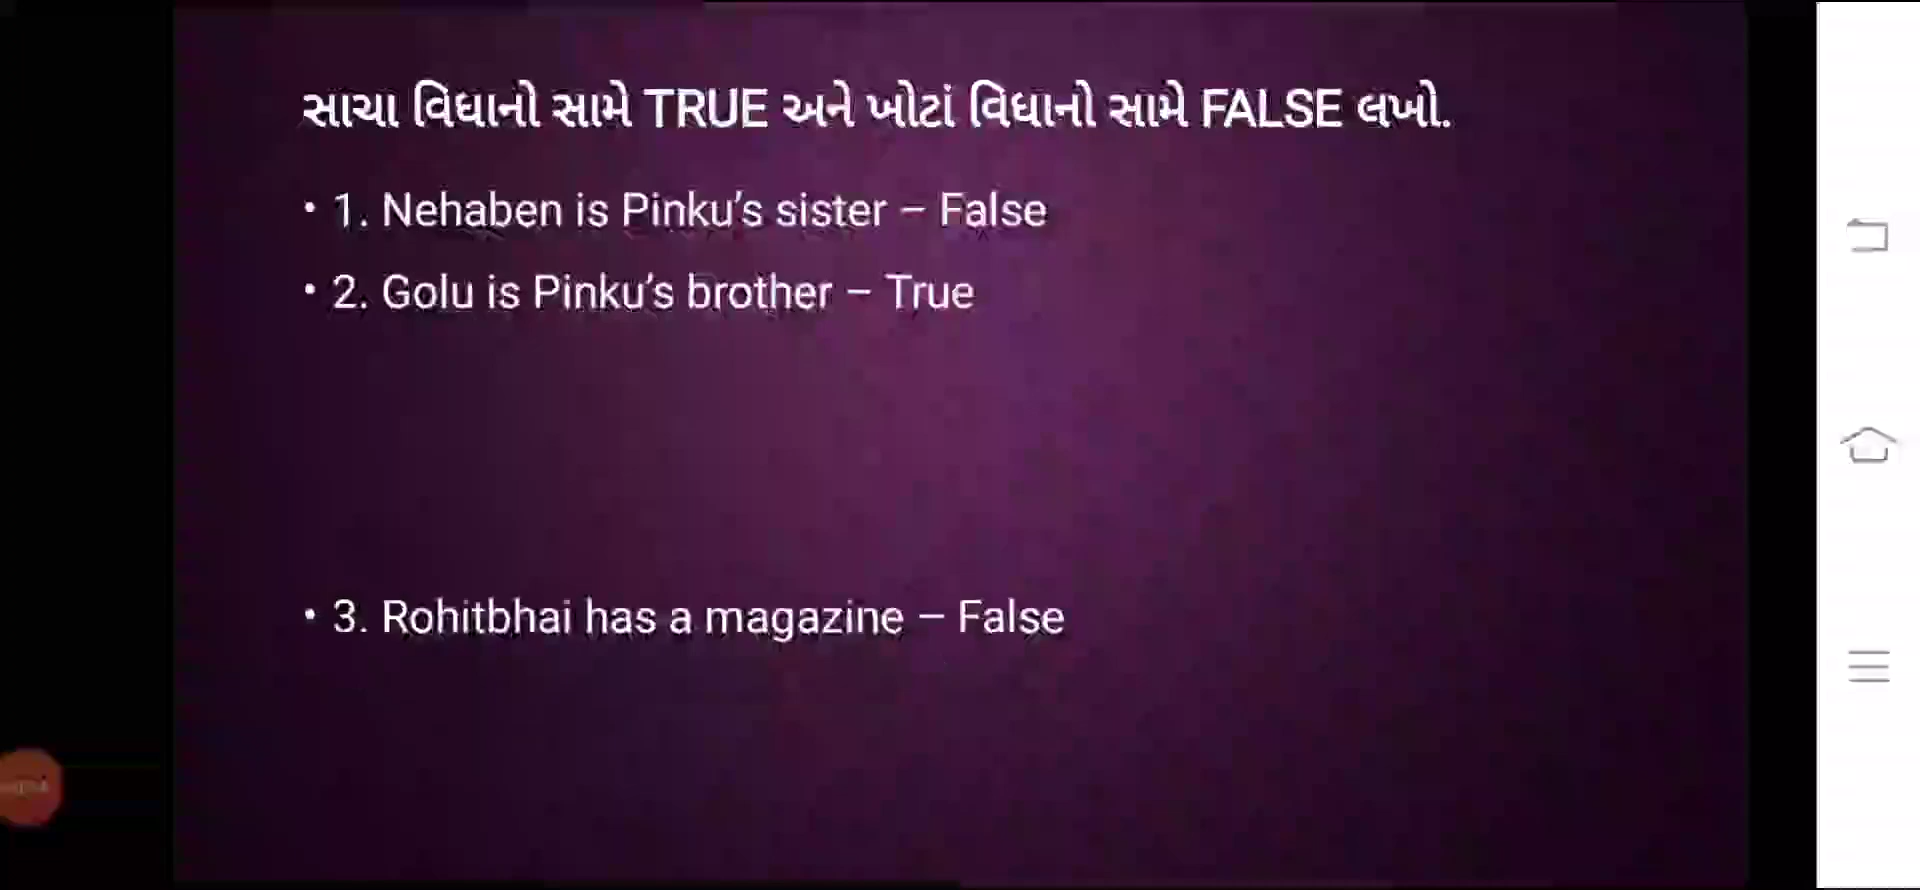 સાચા વિધાનો સામે TRUE અને ખોટાં વિધાનો સામે FALSE લખો.
• 1. Nehaben is Pinku’s sister – False
• 2. Golu is Pinku’s brother – True
• 3. Rohitbhai has a magazine – False